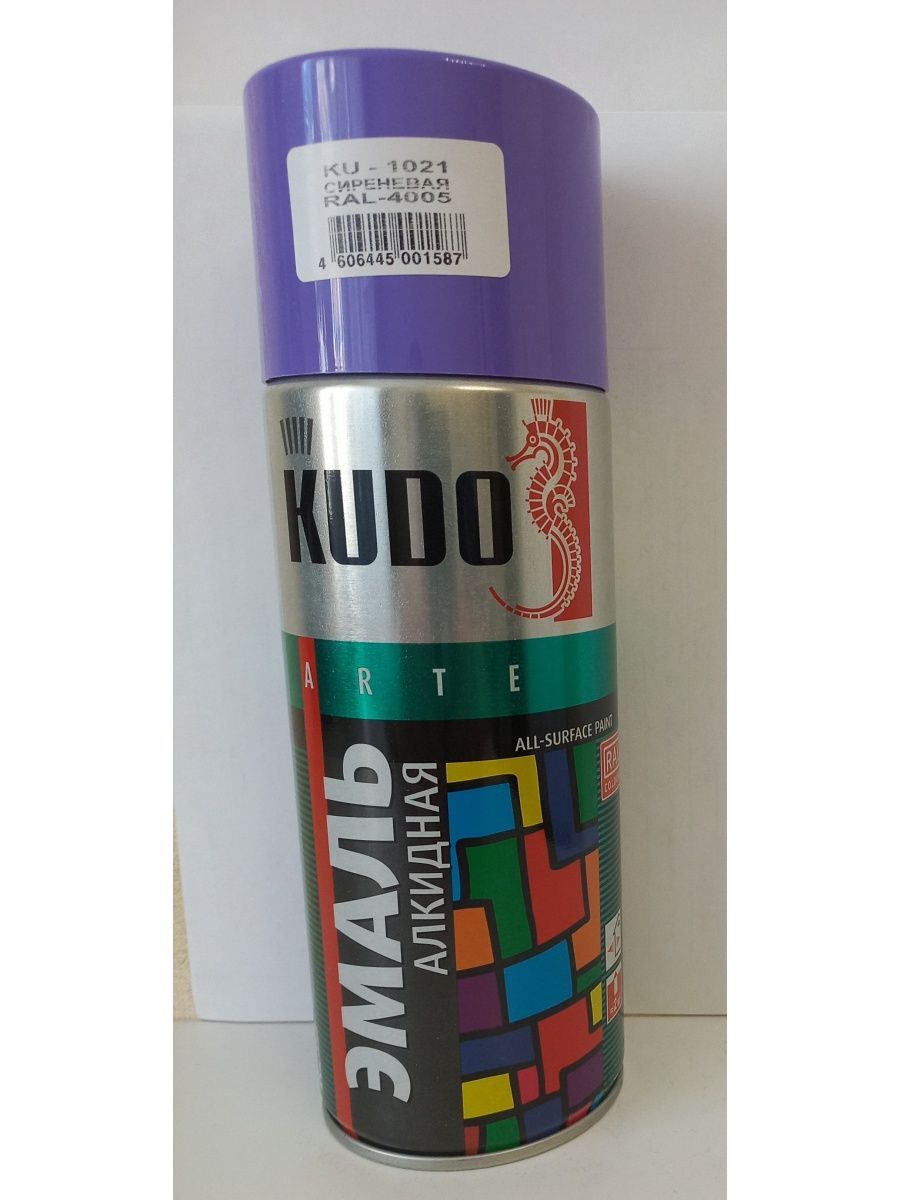 KU - 1021
СИРЕНЕВАЯ
RAL-4005
4 606445 001587
KUDO
ARTE
ALL-SURFACE PAINT
ЭМАЛЬ
АЛКИДНАЯ